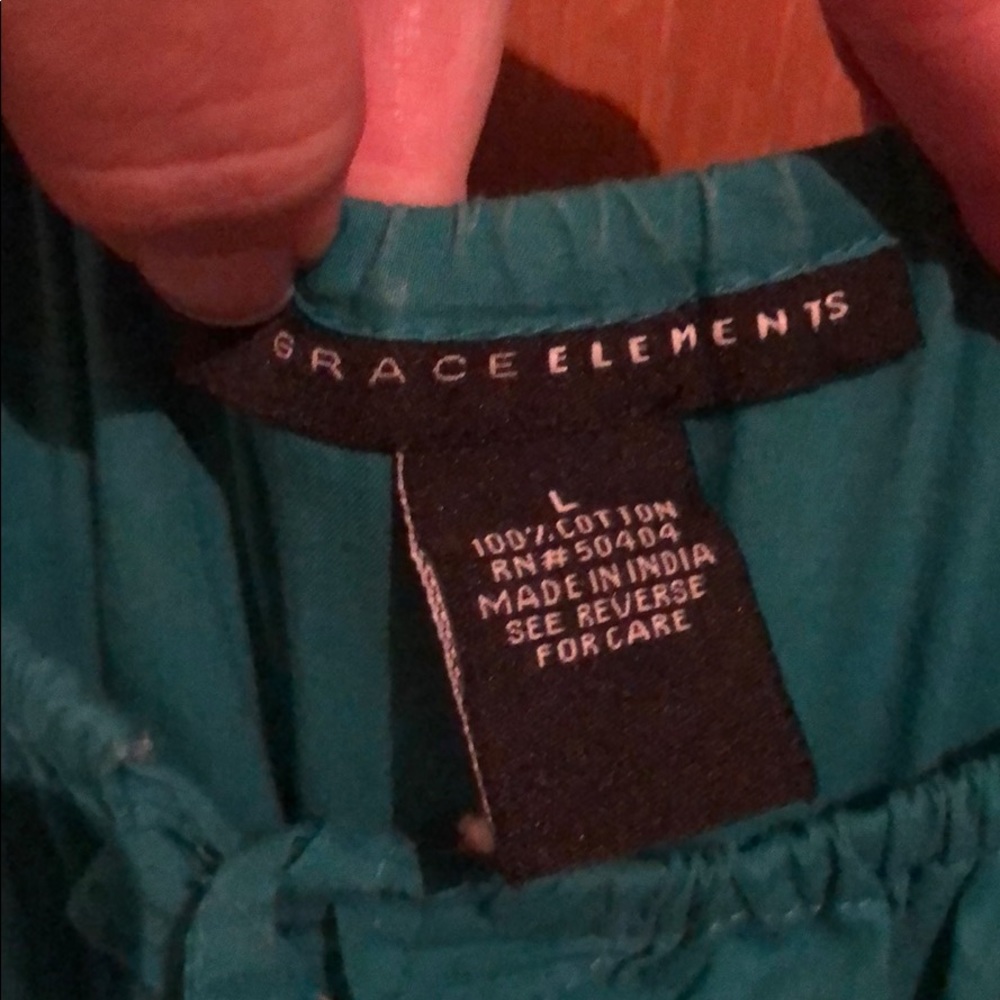 GRACE ELEMENTS
L
100% COTTON
RN#50404
MADE IN INDIA
SEE REVERSE
FOR CARE